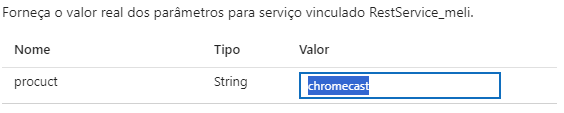 Forneça o valor real dos parâmetros para serviço vinculado RestService_meli.
Nome Tipo Valor
procuct String chromecast